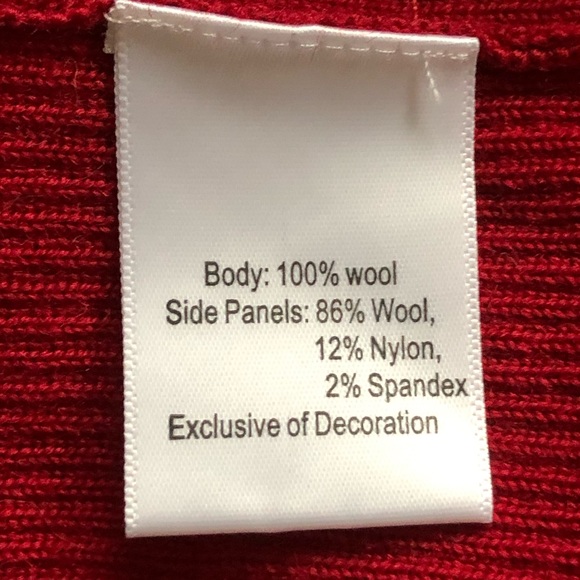 Body: 100% wool
Side Panels: 86% Wool,
12% Nylon,
2% Spandex
Exclusive of Decoration